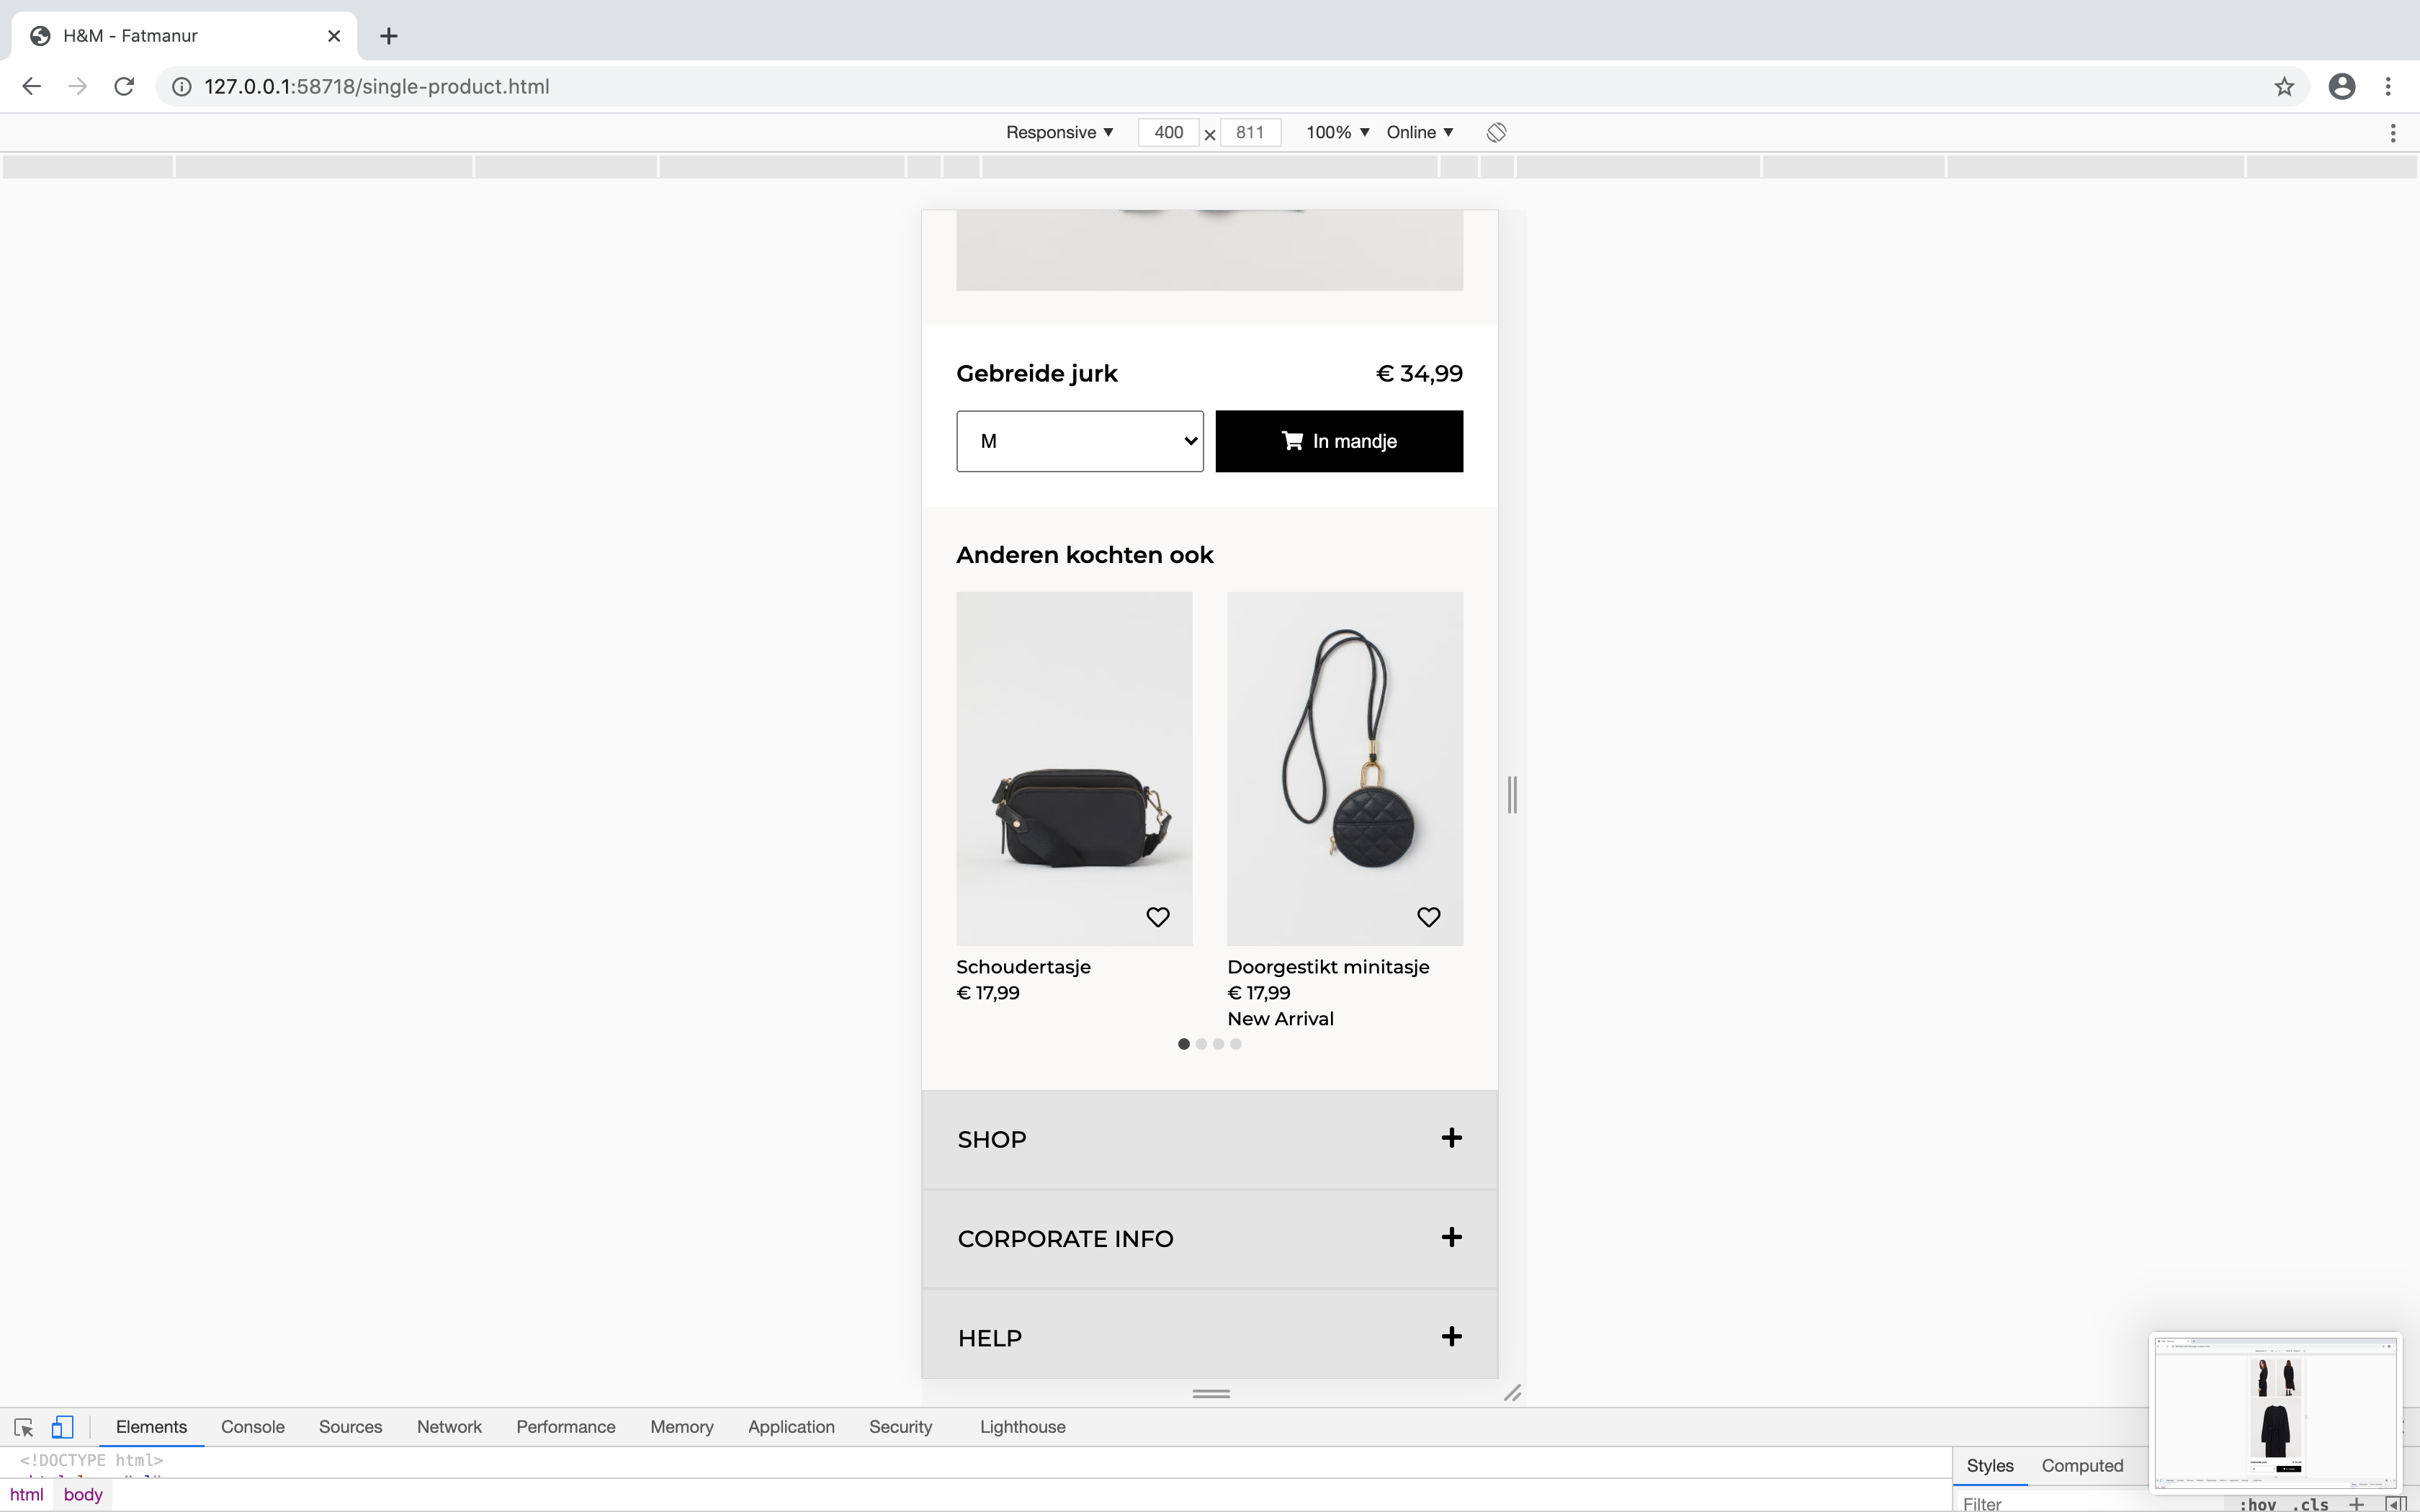 H&M - Fatmanur
127.0.0.1:58718/single-product.html
Responsive 400 x 811 100% Online
Gebreide jurk € 34,99
M In mandje
Anderen kochten ook
Schoudertasje
€ 17,99
Doorgestikt minitasje
€ 17,99
New Arrival
SHOP
CORPORATE INFO
HELP
Elements Console Sources Network Performance Memory Application Security Lighthouse
<!DOCTYPE html>
html body
Styles Computed
Filter :hov .cls